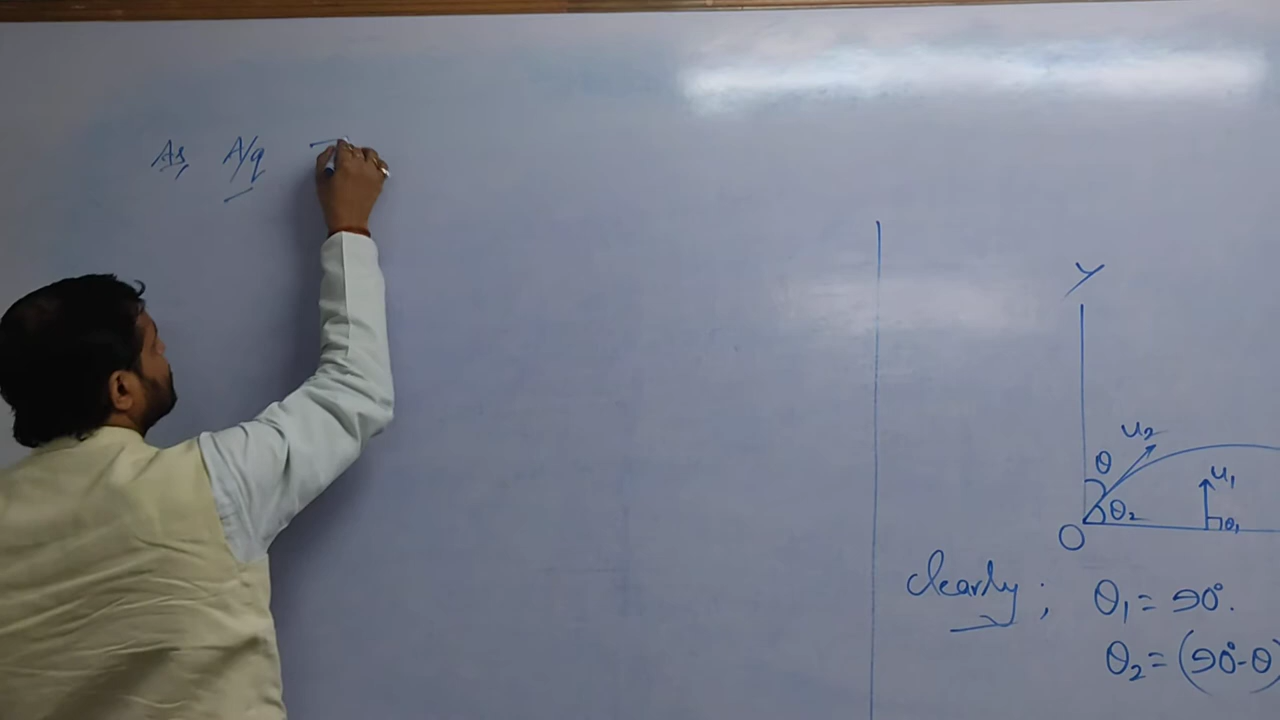 As, A/q
Y
u₂
θ
u₁
θ₂
θ₁
O
Clearly; θ₁ = 90°.
θ₂ = (90° - θ)